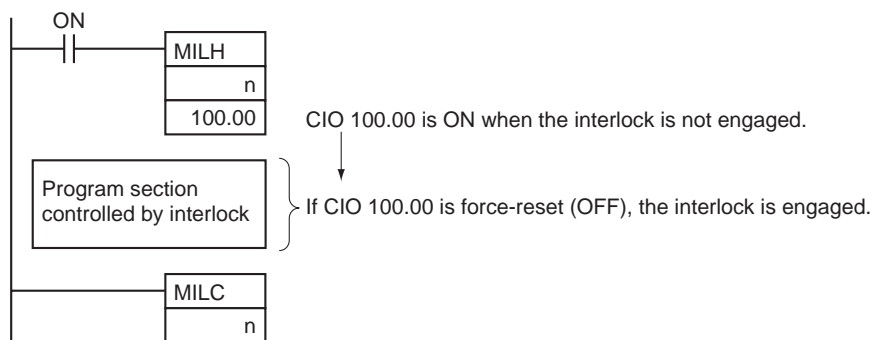 ON
MILH
n
100.00
CIO 100.00 is ON when the interlock is not engaged.
Program section
controlled by interlock
If CIO 100.00 is force-reset (OFF), the interlock is engaged.
MILC
n